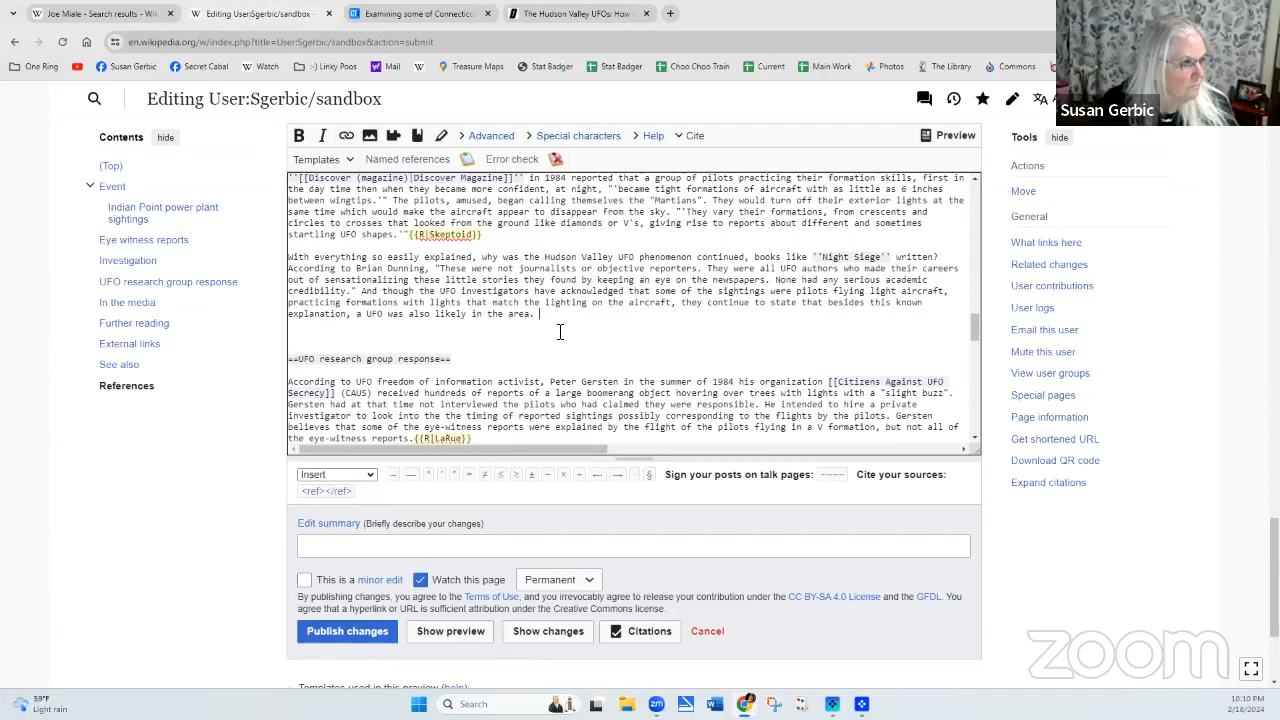 Joe Miale - Wikipedia
Editing User:Sgerbic/sandbox -
Examining some of Connecticut
The Hudson Valley UFOs: How
en.wikipedia.org/w/index.php?title=User:Sgerbic/sandbox&action=submit
One Ring
Susan Gerbic
Secret Cabal
Watch
:-) Linky Poos
Mail
Treasure Maps
Stat Badger
Stat Badger
Choo Choo Train
Current
Main Work
Photos
The Library
Commons
Susan Gerbic
Editing User:Sgerbic/sandbox
Contents
hide
(Top)
Event
Indian Point power plant
sightings
Eye witness reports
Investigation
UFO research group response
In the media
Further reading
External links
See also
References
B I Advanced Special characters Help Cite
Preview
Templates Named references Error check
''[[Discover (magazine)|Discover Magazine]]'' in 1984 reported that a group of pilots practicing their formation skills, first in
the day time then when they became more confident, at night, "'became tight formations of aircraft with as little as 6 inches
between wingtips.'" The pilots, amused, began calling themselves the "Martians". They would turn off their exterior lights at the
same time which would make the aircraft appear to disappear from the sky. "'They vary their formations, from crescents and
circles to crosses that looked from the ground like diamonds or V's, giving rise to reports about different and sometimes
startling UFO shapes.'"{{R|Skeptoid}}
With everything so easily explained, why was the Hudson Valley UFO phenomenon continued, books like ''Night Siege'' written?
According to Brian Dunning, "These were not journalists or objective reporters. They were all UFO authors who made their careers
out of sensationalizing these little stories they found by keeping an eye on the newspapers. None had any serious academic
credibility." And though the UFO investigators have acknowledged that some of the sightings were pilots flying light aircraft,
practicing formations with lights that match the lighting on the aircraft, they continue to state that besides this known
explanation, a UFO was also likely in the area.
==UFO research group response==
According to UFO freedom of information activist, Peter Gersten in the summer of 1984 his organization [[Citizens Against UFO
Secrecy]] (CAUS) received hundreds of reports of a large boomerang object hovering over trees with lights with a "slight buzz".
Gersten had at that time not interviewed the pilots who had claimed they were responsible. He intended to hire a private
investigator to look into the the timing of reported sightings possibly corresponding to the flights by the pilots. Gersten
believes that some of the eye-witness reports were explained by the flight of the pilots flying in a V formation, but not all of
the eye-witness reports.{{R|LaRue}}
Insert – — ° ′ ″ ≈ ≠ ≤ ≥ ± − × ÷ ← → · § Sign your posts on talk pages: ~~~~ Cite your sources:
<ref></ref>
Edit summary (Briefly describe your changes)
This is a minor edit Watch this page Permanent
By publishing changes, you agree to the Terms of Use, and you irrevocably agree to release your contribution under the CC BY-SA 4.0 License and the GFDL. You
agree that a hyperlink or URL is sufficient attribution under the Creative Commons license.
Publish changes Show preview Show changes Citations Cancel
Templates used in this preview (help):
Tools
hide
Actions
Move
General
What links here
Related changes
User contributions
User logs
Email this user
Mute this user
View user groups
Special pages
Page information
Get shortened URL
Download QR code
Expand citations
zoom
59°F
Light rain
Search
10:10 PM
2/18/2024